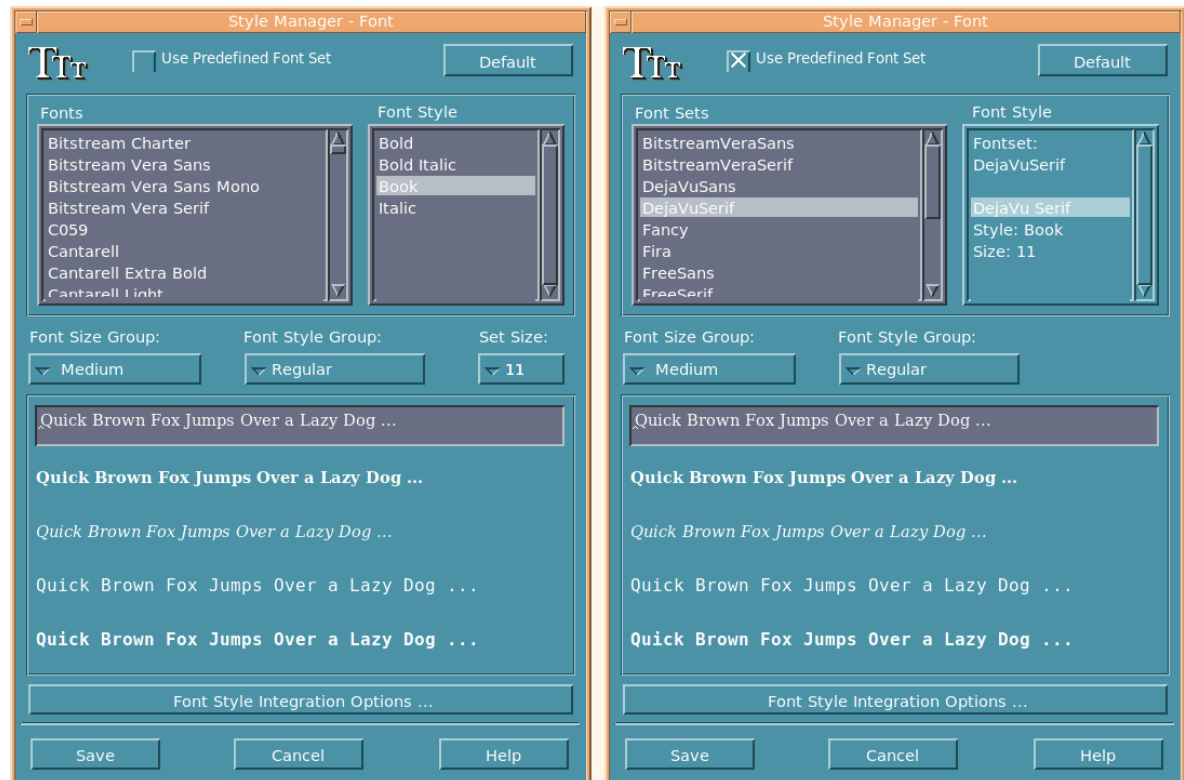 Style Manager - Font
TTT
Use Predefined Font Set
Default
Fonts
Font Style
Bitstream Charter
Bitstream Vera Sans
Bitstream Vera Sans Mono
Bitstream Vera Serif
C059
Cantarell
Cantarell Extra Bold
Cantarell Light
Bold
Bold Italic
Book
Italic
Font Size Group:
Font Style Group:
Set Size:
Medium
Regular
11
Quick Brown Fox Jumps Over a Lazy Dog ...
Quick Brown Fox Jumps Over a Lazy Dog ...
Quick Brown Fox Jumps Over a Lazy Dog ...
Quick Brown Fox Jumps Over a Lazy Dog ...
Quick Brown Fox Jumps Over a Lazy Dog ...
Font Style Integration Options ...
Save
Cancel
Help
Style Manager - Font
TTT
Use Predefined Font Set
Default
Font Sets
Font Style
BitstreamVeraSans
BitstreamVeraSerif
DejaVuSans
DejaVuSerif
Fancy
Fira
FreeSans
FreeSerif
Fontset:
DejaVuSerif
DejaVu Serif
Style: Book
Size: 11
Font Size Group:
Font Style Group:
Medium
Regular
Quick Brown Fox Jumps Over a Lazy Dog ...
Quick Brown Fox Jumps Over a Lazy Dog ...
Quick Brown Fox Jumps Over a Lazy Dog ...
Quick Brown Fox Jumps Over a Lazy Dog ...
Quick Brown Fox Jumps Over a Lazy Dog ...
Font Style Integration Options ...
Save
Cancel
Help